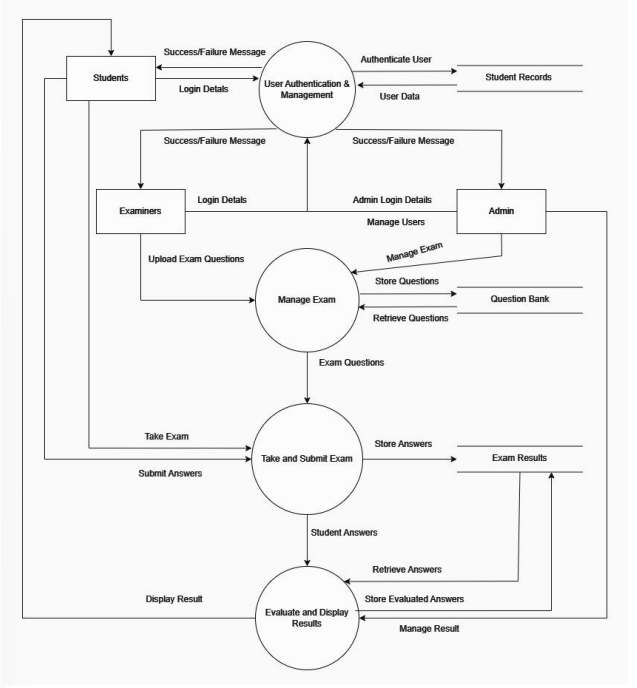 Success/Failure Message
Students
Login Detals
User Authentication &
Management
Authenticate User
Student Records
User Data
Success/Failure Message
Success/Failure Message
Examiners
Login Detals
Admin Login Details
Manage Users
Admin
Upload Exam Questions
Manage Exam
Manage Exam
Store Questions
Question Bank
Retrieve Questions
Exam Questions
Take Exam
Submit Answers
Take and Submit Exam
Store Answers
Exam Results
Student Answers
Retrieve Answers
Display Result
Evaluate and Display
Results
Store Evaluated Answers
Manage Result